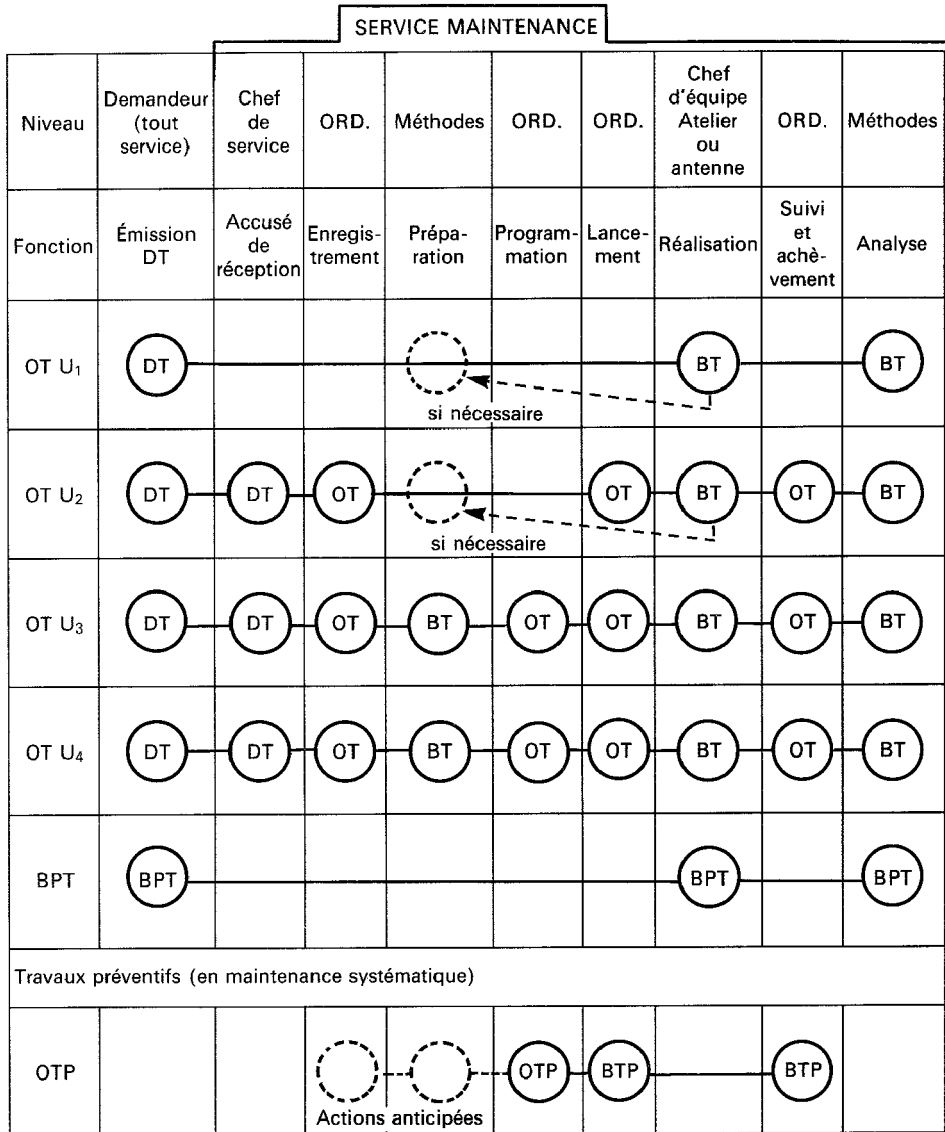 SERVICE MAINTENANCE
Niveau
Demandeur
(tout
service)
Chef
de
service
ORD.
Méthodes
ORD.
ORD.
Chef
d'équipe
Atelier
ou
antenne
ORD.
Méthodes
Fonction
Émission
DT
Accusé
de
réception
Enregis-
trement
Prépa-
ration
Program-
mation
Lance-
ment
Réalisation
Suivi
et
achè-
vement
Analyse
OT U₁
DT
BT
BT
si nécessaire
OT U₂
DT
DT
OT
OT
BT
OT
BT
si nécessaire
OT U₃
DT
DT
OT
BT
OT
OT
BT
OT
BT
OT U₄
DT
DT
OT
BT
OT
OT
BT
OT
BT
BPT
BPT
BPT
BPT
Travaux préventifs (en maintenance systématique)
OTP
OTP
BTP
BTP
Actions anticipées